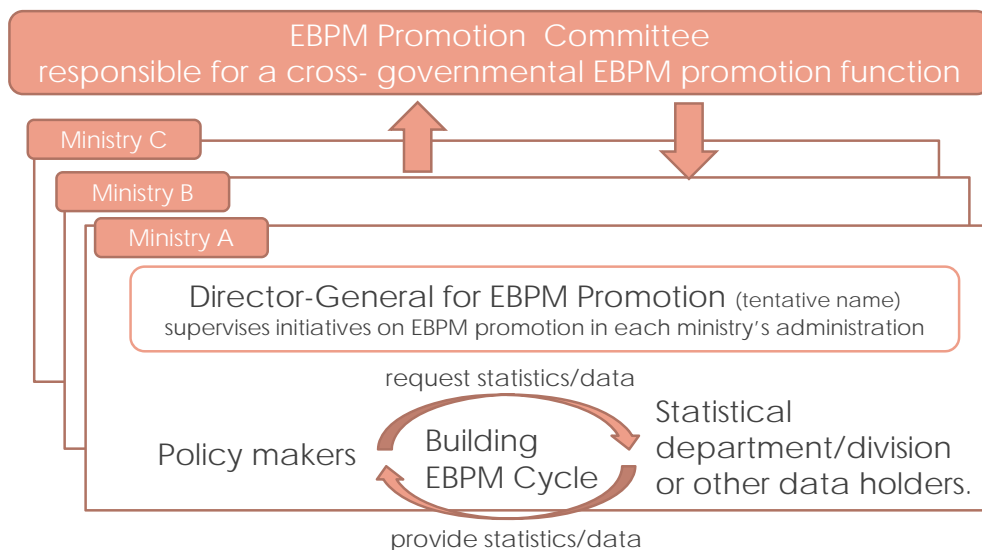 EBPM Promotion Committee
responsible for a cross- governmental EBPM promotion function
Ministry C
Ministry B
Ministry A
Director-General for EBPM Promotion (tentative name)
supervises initiatives on EBPM promotion in each ministry's administration
request statistics/data
Policy makers
Building
EBPM Cycle
Statistical
department/division
or other data holders.
provide statistics/data